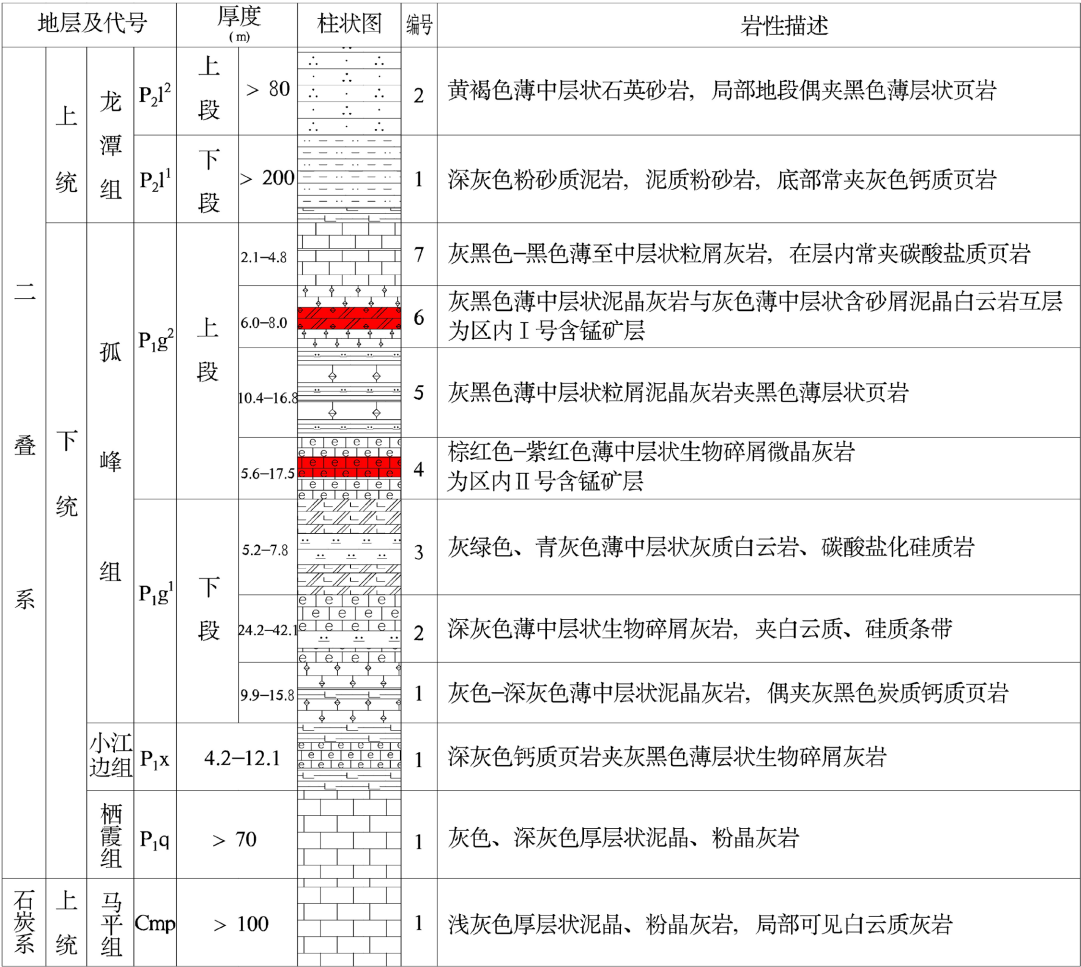 地层及代号 厚度(m) 柱状图 编号 岩性描述
二叠系 上统 龙潭组 P₂l² 上段 > 80 2 黄褐色薄中层状石英砂岩，局部地段偶夹黑色薄层状页岩
P₂l¹ 下段 > 200 1 深灰色粉砂质泥岩，泥质粉砂岩，底部常夹灰色钙质页岩
下统 孤峰组 P₁g² 上段 2.1–4.8 7 灰黑色–黑色薄至中层状粒屑灰岩，在层内常夹碳酸盐质页岩
6.0–8.0 6 灰黑色薄中层状泥晶灰岩与灰色薄中层状含砂屑泥晶白云岩互层
为区内Ⅰ号含锰矿层
10.4–16.8 5 灰黑色薄中层状粒屑泥晶灰岩夹黑色薄层状页岩
5.6–17.5 4 棕红色–紫红色薄中层状生物碎屑微晶灰岩
为区内Ⅱ号含锰矿层
P₁g¹ 下段 5.2–7.8 3 灰绿色、青灰色薄中层状灰质白云岩、碳酸盐化硅质岩
24.2–42.1 2 深灰色薄中层状生物碎屑灰岩，夹白云质、硅质条带
9.9–15.8 1 灰色–深灰色薄中层状泥晶灰岩，偶夹灰黑色炭质钙质页岩
小江边组 P₁x 4.2–12.1 1 深灰色钙质页岩夹灰黑色薄层状生物碎屑灰岩
栖霞组 P₁q > 70 1 灰色、深灰色厚层状泥晶、粉晶灰岩
石炭系 上统 马平组 Cmp > 100 1 浅灰色厚层状泥晶、粉晶灰岩，局部可见白云质灰岩